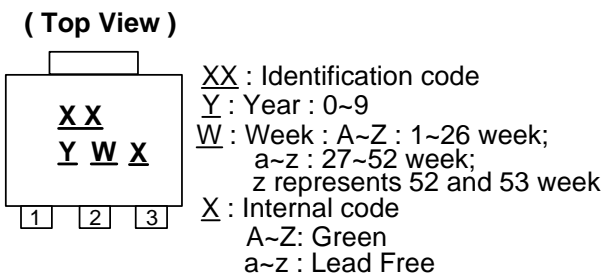 ( Top View )
XX : Identification code
Y : Year : 0~9
W : Week : A~Z : 1~26 week;
a~z : 27~52 week;
z represents 52 and 53 week
X : Internal code
A~Z: Green
a~z : Lead Free
X X
Y W X
1 2 3